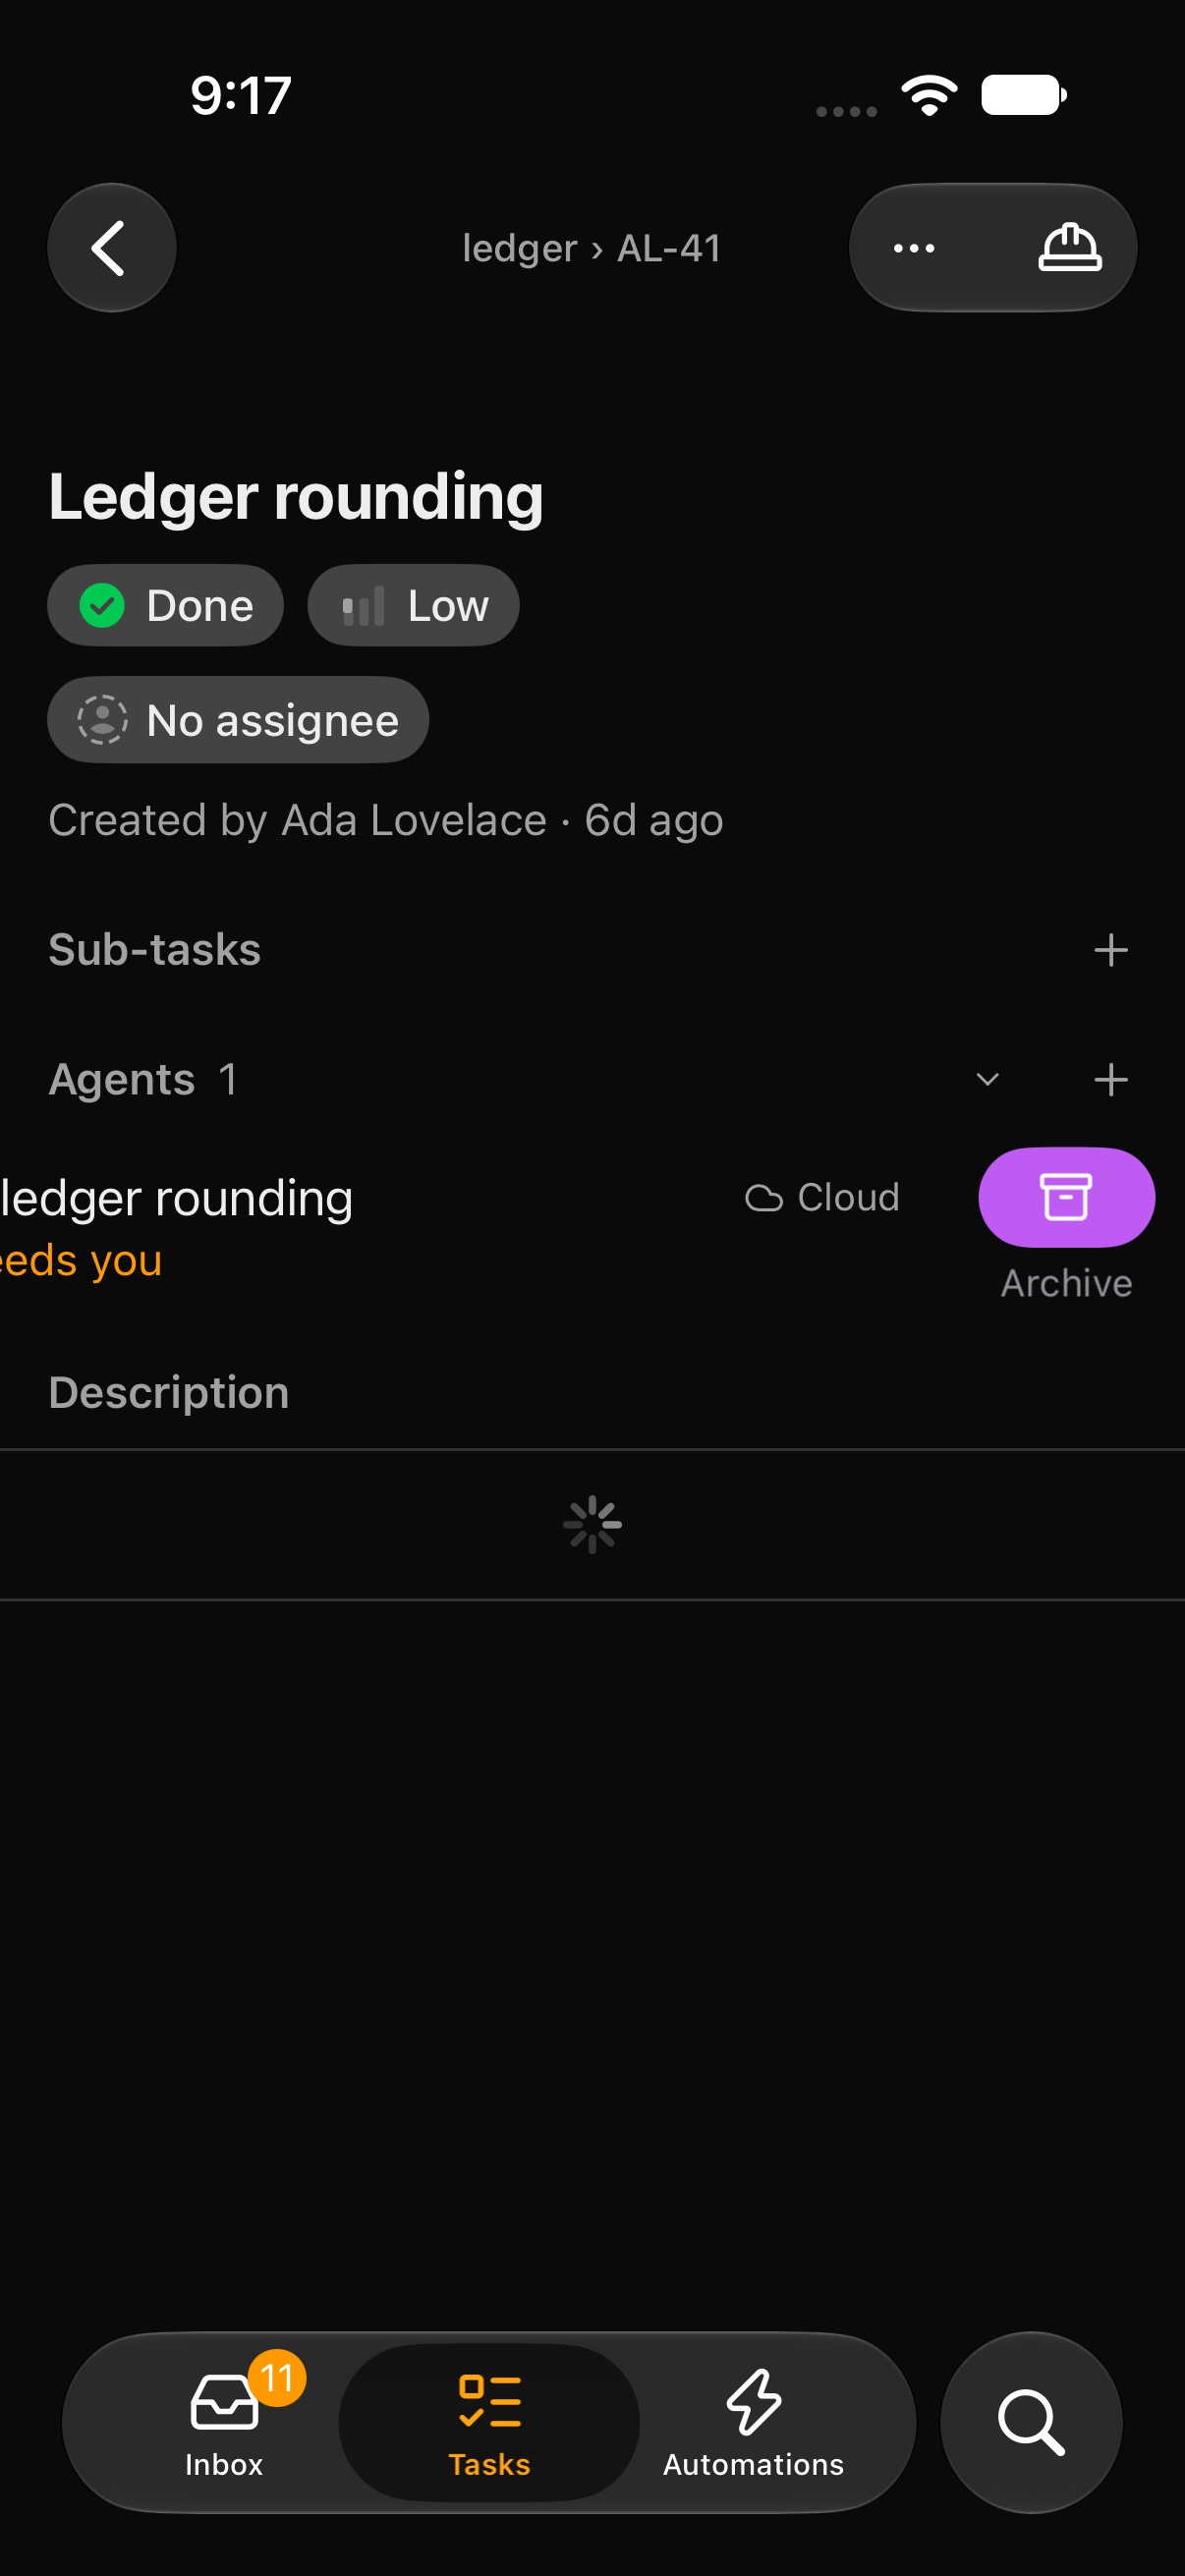 9:17
ledger › AL-41
Ledger rounding
Done
Low
No assignee
Created by Ada Lovelace · 6d ago
Sub-tasks
Agents 1
ledger rounding
Cloud
eeds you
Archive
Description
11
Inbox
Tasks
Automations